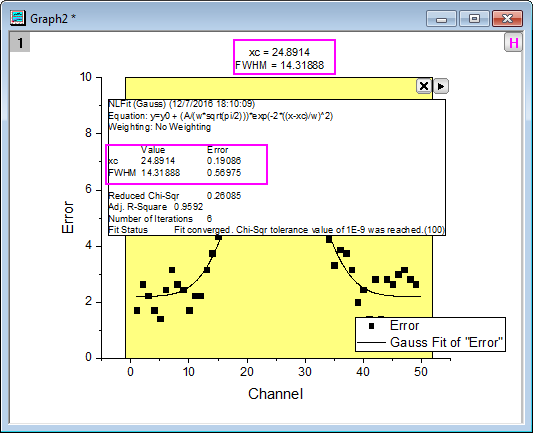 Graph2 *
1
H
xc = 24.8914
FWHM = 14.31888
NLFit (Gauss) (12/7/2016 18:10:09)
Equation: y=y0 + (A/(w*sqrt(pi/2)))*exp(-2*((x-xc)/w)^2)
Weighting: No Weighting
Value Error
xc 24.8914 0.19086
FWHM 14.31888 0.56975
Reduced Chi-Sqr 0.26085
Adj. R-Square 0.9592
Number of Iterations 6
Fit Status Fit converged. Chi-Sqr tolerance value of 1E-9 was reached.(100)
10
8
6
4
2
0
Error
Error
Gauss Fit of "Error"
0 10 20 30 40 50
Channel